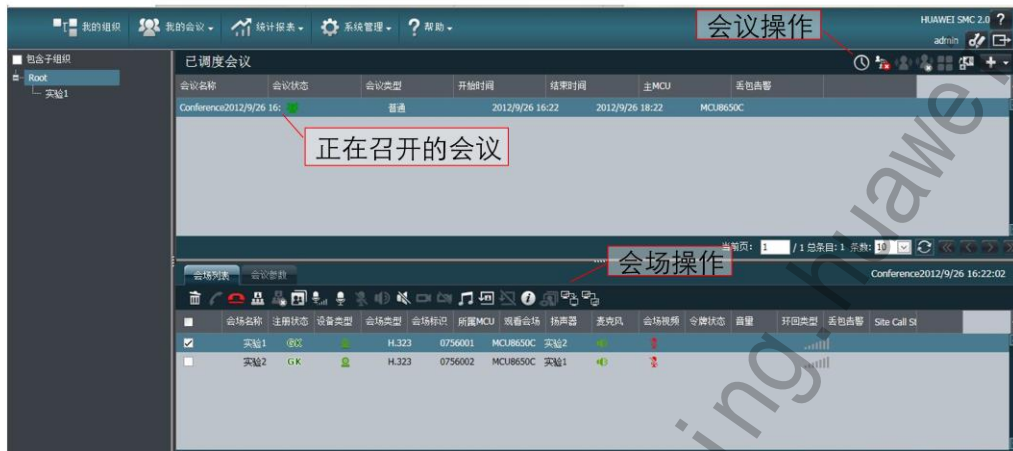 我的组织 我的会议 统计报表 系统管理 帮助 会议操作 HUAWEI SMC 2.0 ?
admin
包含子组织 已调度会议
Root
实验1
会议名称 会议状态 会议类型 开始时间 结束时间 主MCU 丢包告警
Conference2012/9/26 16: 普通 2012/9/26 16:22 2012/9/26 18:22 MCU8650C
正在召开的会议
当前页: 1 / 1 总条目: 1 条数: 10
会场操作
会场列表 会议参数 Conference2012/9/26 16:22:02
会场名称 注册状态 设备类型 会场类型 会场标识 所属MCU 观看会场 扬声器 麦克风 会场视频 令牌状态 音量 环回类型 丢包告警 Site Call St
实验1 GK H.323 0756001 MCU8650C 实验2
实验2 GK H.323 0756002 MCU8650C 实验1
ing.huawei